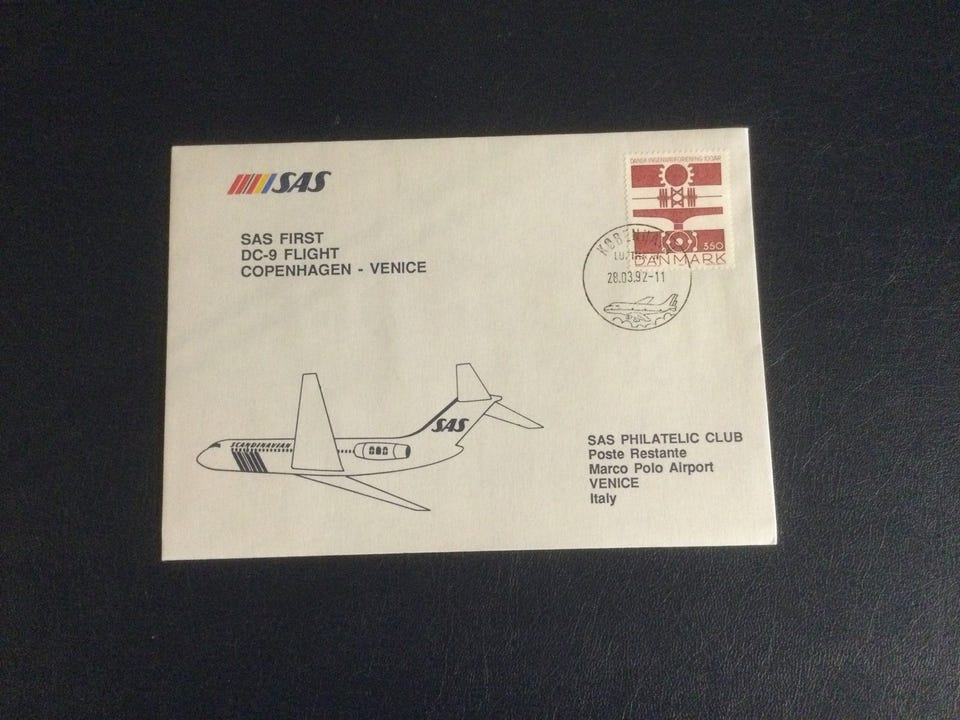 SAS
SAS FIRST
DC-9 FLIGHT
COPENHAGEN - VENICE
DANSK INGENIØRFORENING 100 ÅR
350
DANMARK
28.03.92-11
SCANDINAVIAN
SAS
SAS PHILATELIC CLUB
Poste Restante
Marco Polo Airport
VENICE
Italy